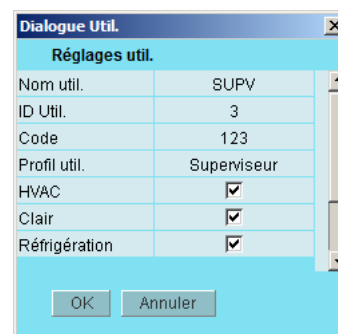 Dialogue Util.
Réglages util.
Nom util. SUPV
ID Util. 3
Code 123
Profil util. Superviseur
HVAC
Clair
Réfrigération
OK Annuler